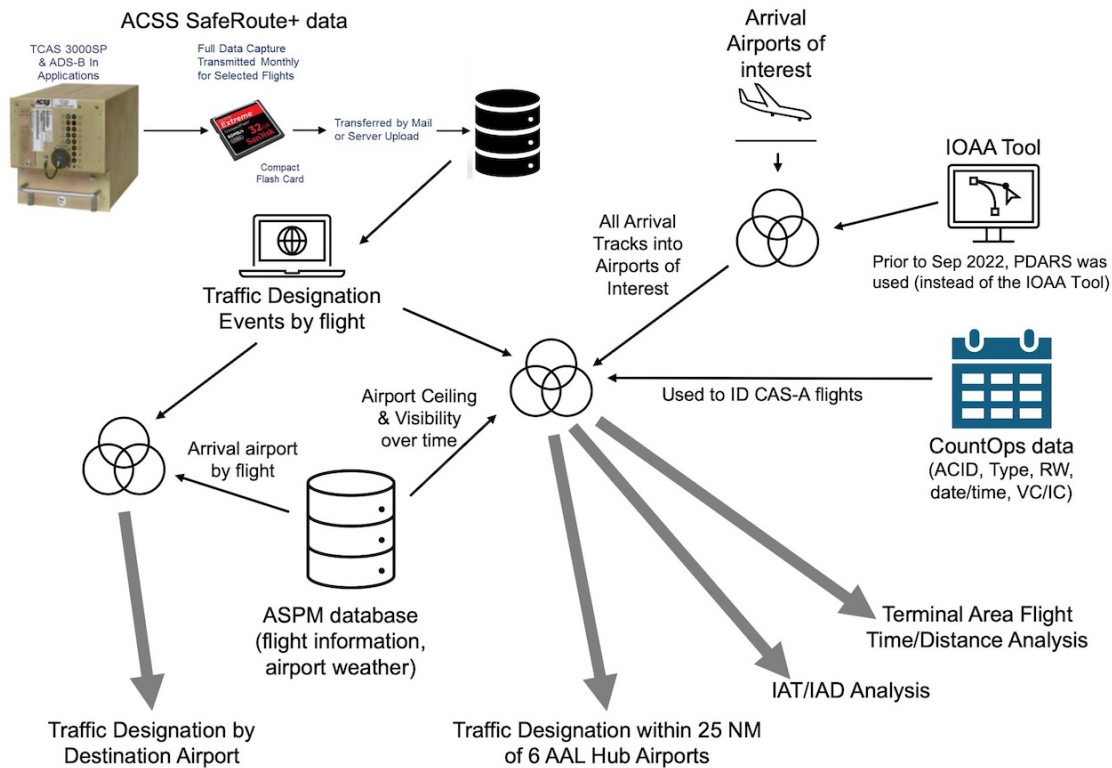 ACSS SafeRoute+ data
TCAS 3000SP
& ADS-B In
Applications
Full Data Capture
Transmitted Monthly
for Selected Flights
ACSS
Extreme
32
SanDisk
Compact
Flash Card
Transferred by Mail
or Server Upload
Arrival
Airports of
interest
IOAA Tool
Prior to Sep 2022, PDARS was
used (instead of the IOAA Tool)
All Arrival
Tracks into
Airports of
Interest
Traffic Designation
Events by flight
Used to ID CAS-A flights
Airport Ceiling
& Visibility
over time
Arrival airport
by flight
CountOps data
(ACID, Type, RW,
date/time, VC/IC)
ASPM database
(flight information,
airport weather)
Terminal Area Flight
Time/Distance Analysis
IAT/IAD Analysis
Traffic Designation by
Destination Airport
Traffic Designation within 25 NM
of 6 AAL Hub Airports